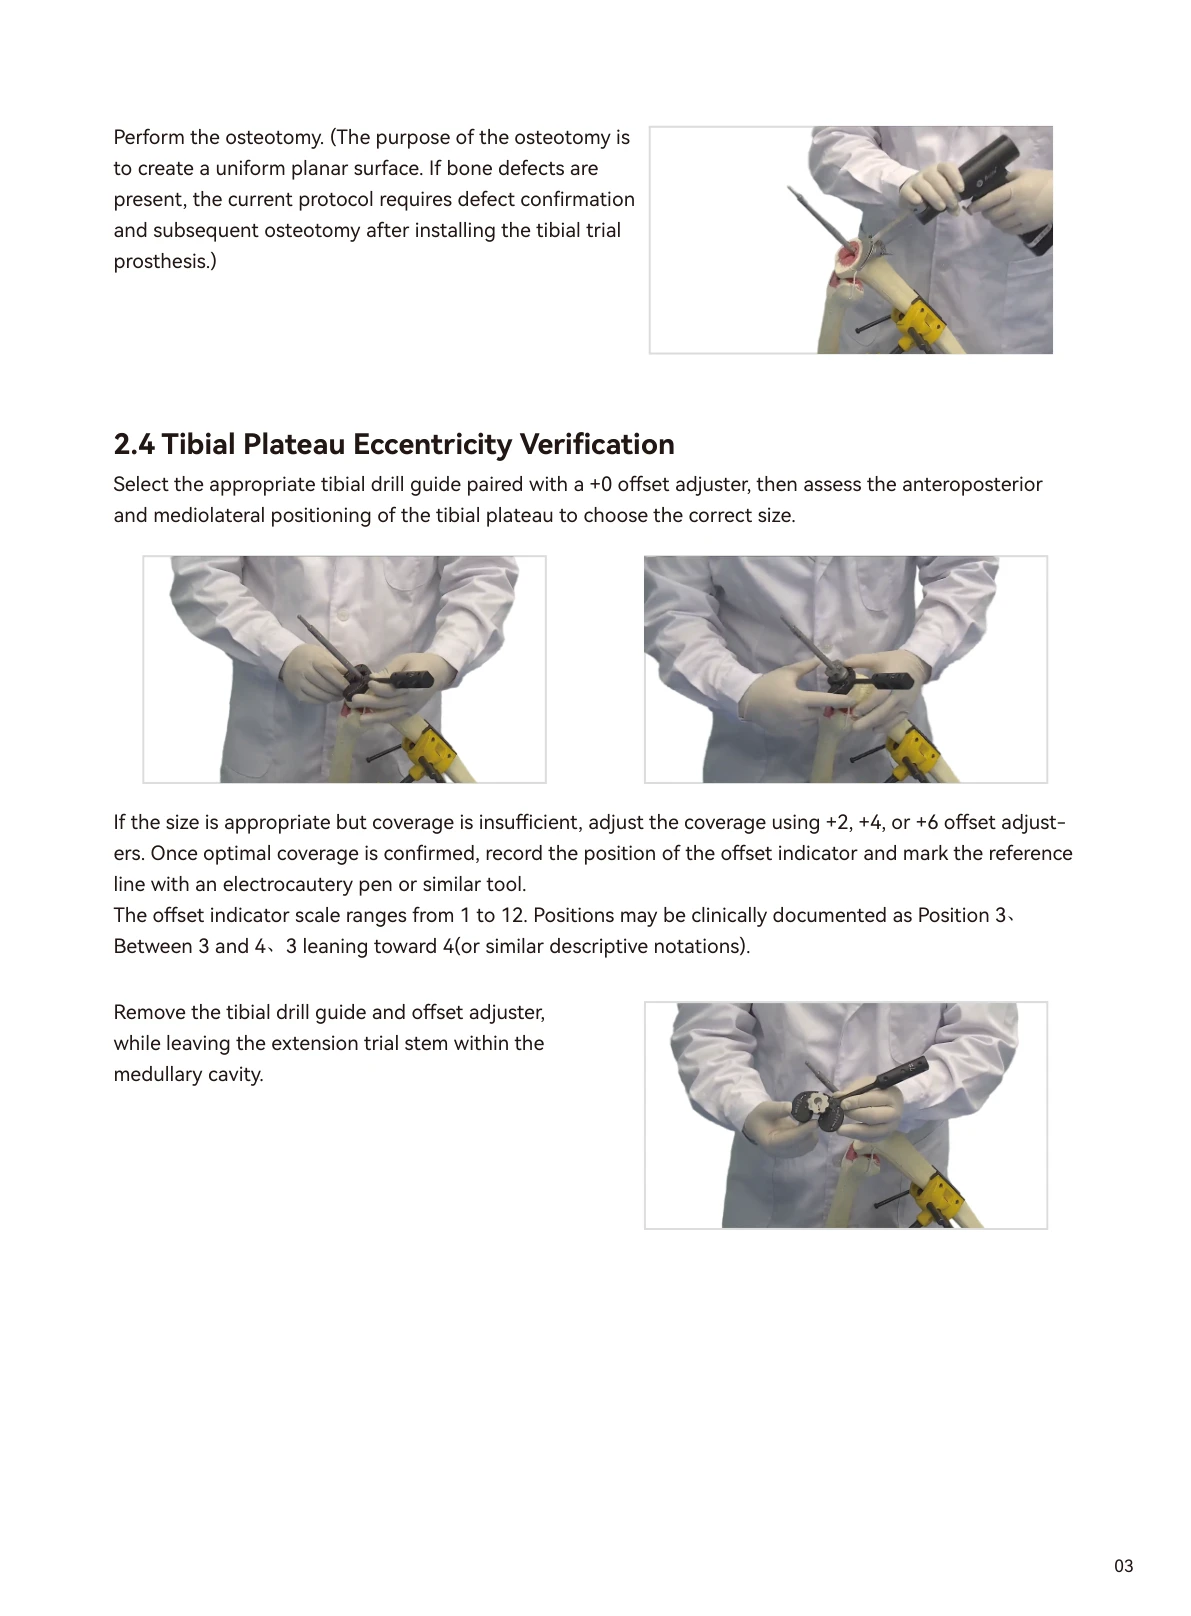 Perform the osteotomy. (The purpose of the osteotomy is
to create a uniform planar surface. If bone defects are
present, the current protocol requires defect confirmation
and subsequent osteotomy after installing the tibial trial
prosthesis.)
2.4 Tibial Plateau Eccentricity Verification
Select the appropriate tibial drill guide paired with a +0 offset adjuster, then assess the anteroposterior
and mediolateral positioning of the tibial plateau to choose the correct size.
If the size is appropriate but coverage is insufficient, adjust the coverage using +2, +4, or +6 offset adjust-
ers. Once optimal coverage is confirmed, record the position of the offset indicator and mark the reference
line with an electrocautery pen or similar tool.
The offset indicator scale ranges from 1 to 12. Positions may be clinically documented as Position 3、
Between 3 and 4、3 leaning toward 4(or similar descriptive notations).
Remove the tibial drill guide and offset adjuster,
while leaving the extension trial stem within the
medullary cavity.
03